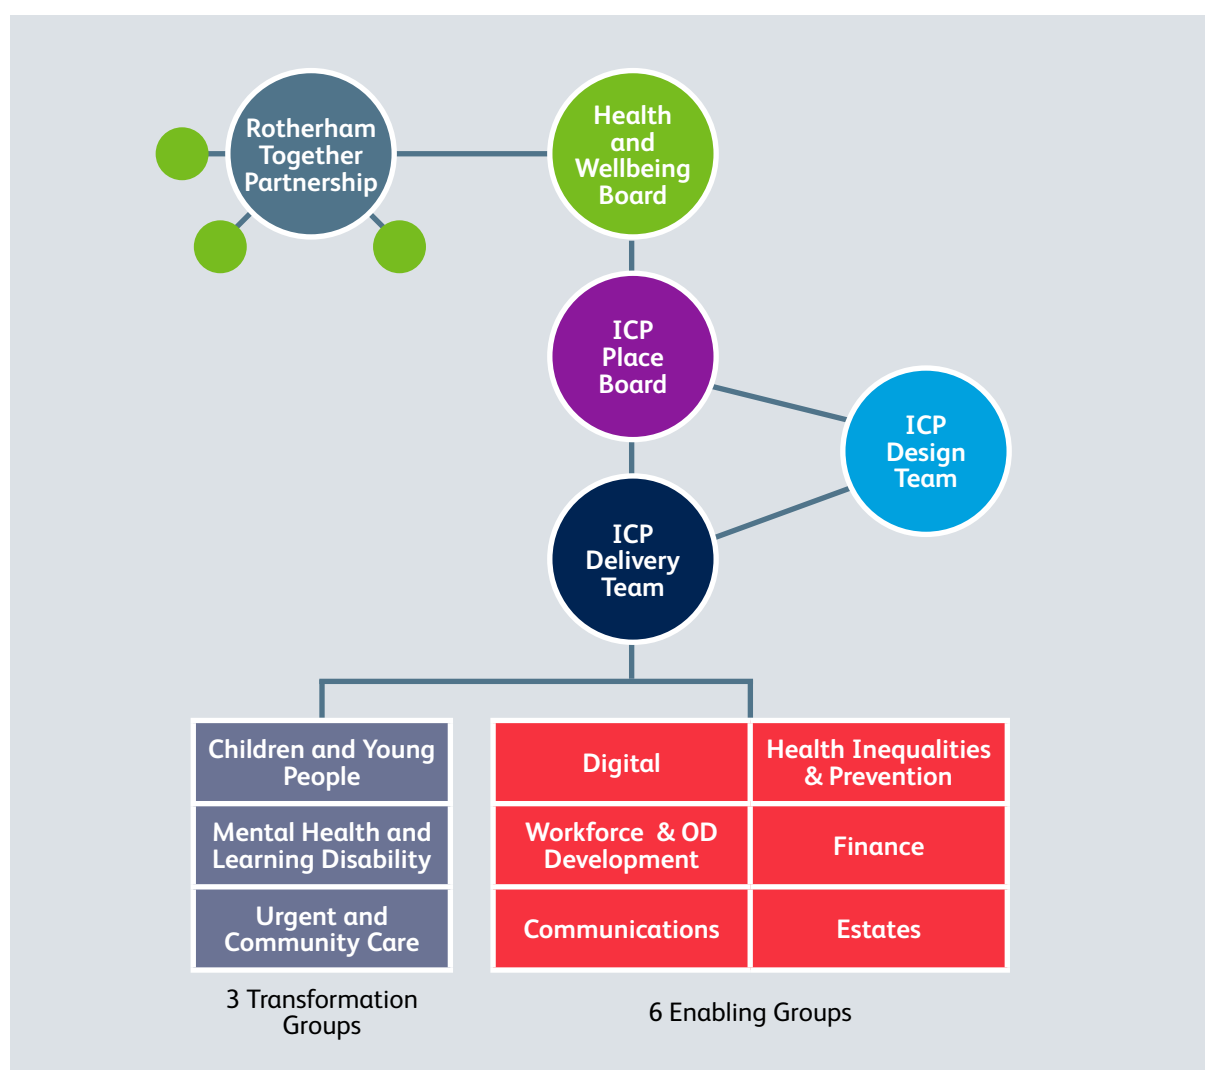 Rotherham
Together
Partnership
Health
and
Wellbeing
Board
ICP
Place
Board
ICP
Design
Team
ICP
Delivery
Team
Children and Young
People
Mental Health and
Learning Disability
Urgent and
Community Care
3 Transformation
Groups
Digital
Health Inequalities
& Prevention
Workforce  & OD
Development
Finance
Communications
Estates
6 Enabling Groups